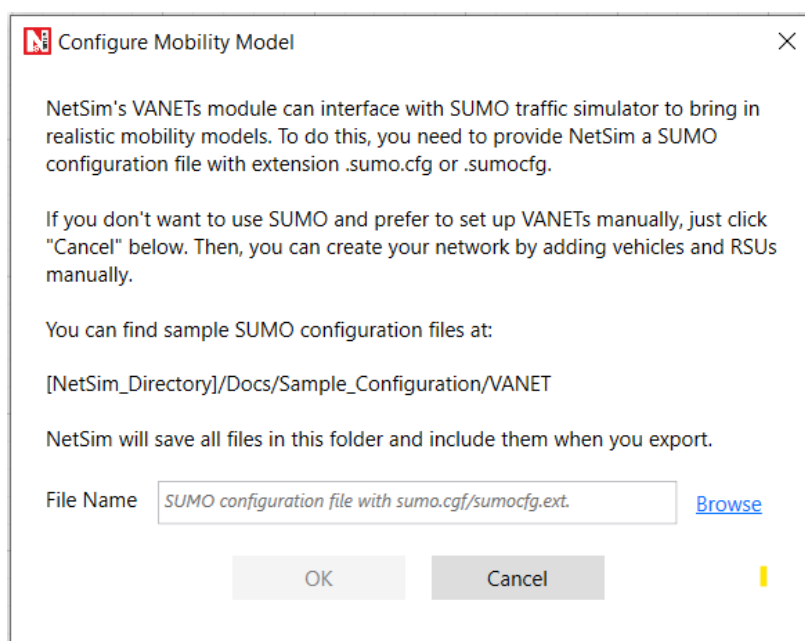 Configure Mobility Model
NetSim's VANETs module can interface with SUMO traffic simulator to bring in
realistic mobility models. To do this, you need to provide NetSim a SUMO
configuration file with extension .sumo.cfg or .sumocfg.
If you don't want to use SUMO and prefer to set up VANETs manually, just click
"Cancel" below. Then, you can create your network by adding vehicles and RSUs
manually.
You can find sample SUMO configuration files at:
[NetSim_Directory]/Docs/Sample_Configuration/VANET
NetSim will save all files in this folder and include them when you export.
File Name SUMO configuration file with sumo.cgf/sumocfg.ext. Browse
OK Cancel